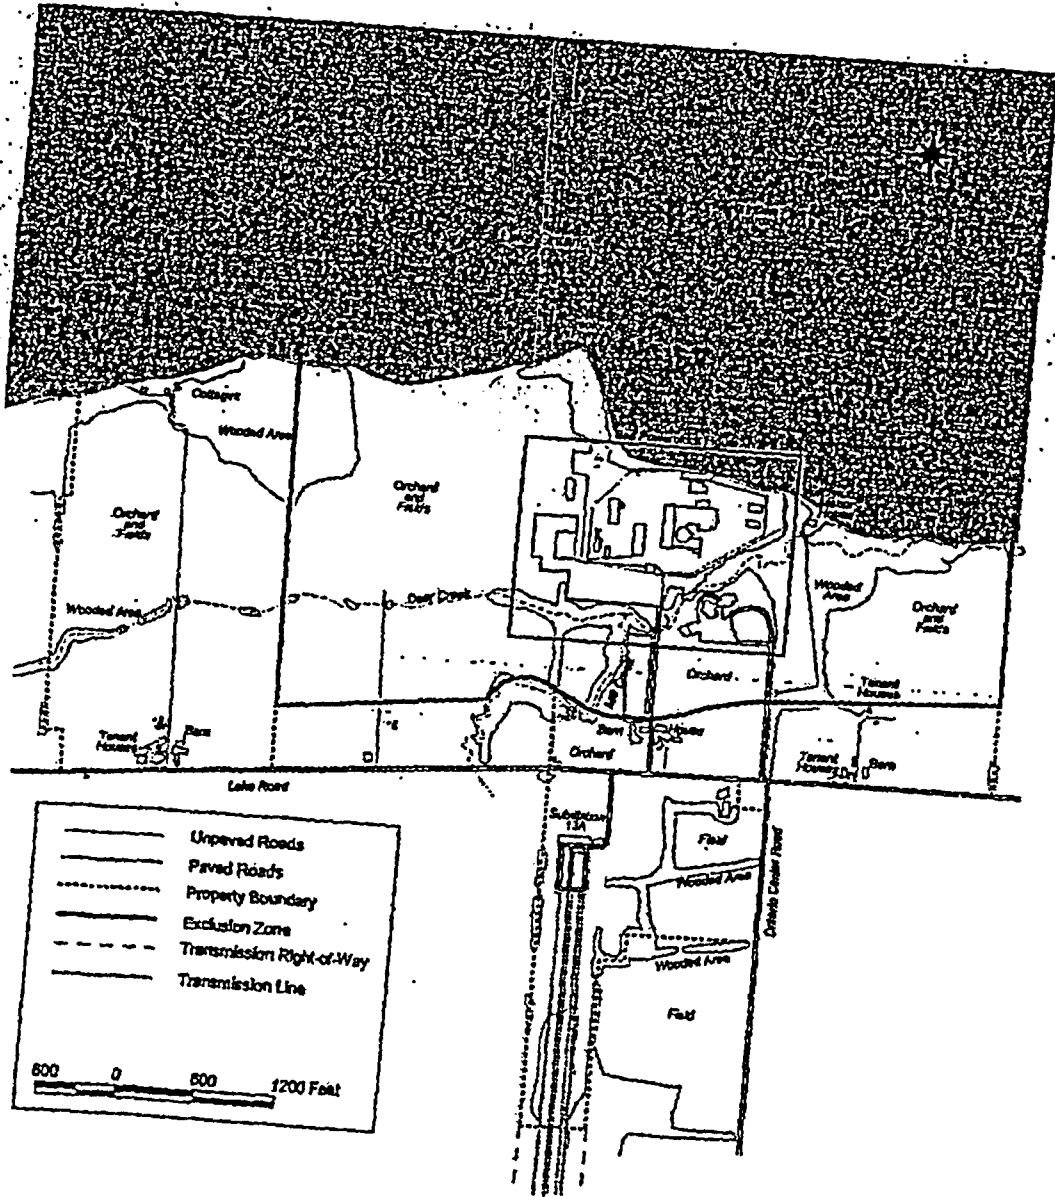 Cottages
Wooded Area
Orchard
and
Fields
Orchard
and
Fields
Wooded Area
Deer Creek
Wooded
Area
Orchard
and
Fields
Orchard
Tenant
Houses
Tenant
Houses
Barn
Barn
House
Orchard
Tenant
Houses
Barn
Lake Road
Substation
13A
Field
Wooded Area
Ontario Center Road
Wooded Area
Field
Unpaved Roads
Paved Roads
Property Boundary
Exclusion Zone
Transmission Right-of-Way
Transmission Line
600 0 600 1200 Feet